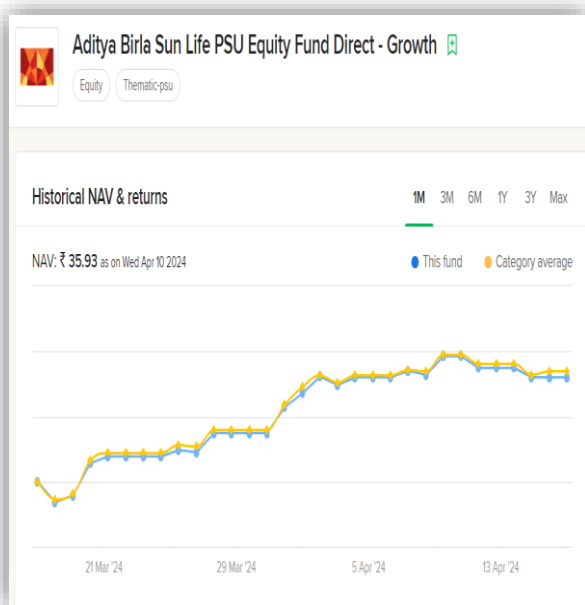 Aditya Birla Sun Life PSU Equity Fund Direct - Growth
Equity Thematic-psu
Historical NAV & returns 1M 3M 6M 1Y 3Y Max
NAV: ₹ 35.93 as on Wed Apr 10 2024 This fund Category average
21 Mar '24 29 Mar '24 5 Apr '24 13 Apr '24